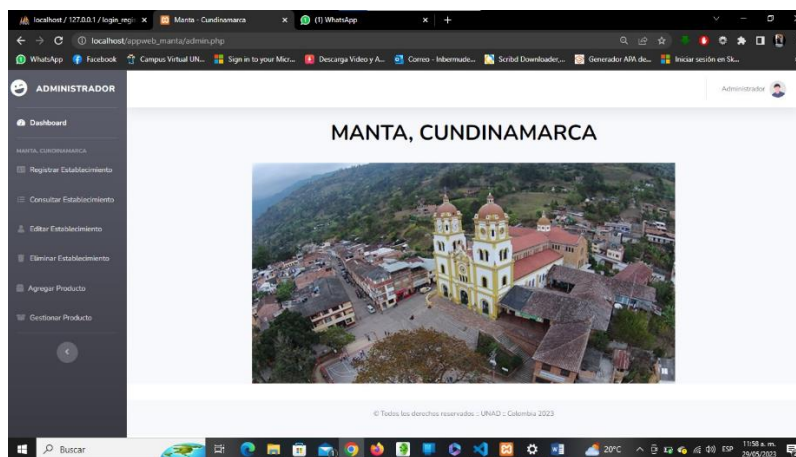 localhost / 127.0.0.1 / login_regi
Manta - Cundinamarca
(1) WhatsApp
localhost/appweb_manta/admin.php
WhatsApp
Facebook
Campus Virtual UN...
Sign in to your Micr...
Descarga Video y A...
Correo - lnbermude...
Scribd Downloader,...
Generador APA de...
Iniciar sesión en Sk...
ADMINISTRADOR
Administrador
Dashboard
MANTA, CUNDINAMARCA
MANTA, CUNDINAMARCA
Registrar Establecimiento
Consultar Establecimiento
Editar Establecimiento
Eliminar Establecimiento
Agregar Producto
Gestionar Producto
© Todos los derechos reservados :: UNAD :: Colombia 2023
Buscar
20°C
ESP
11:58 a. m.
29/05/2023